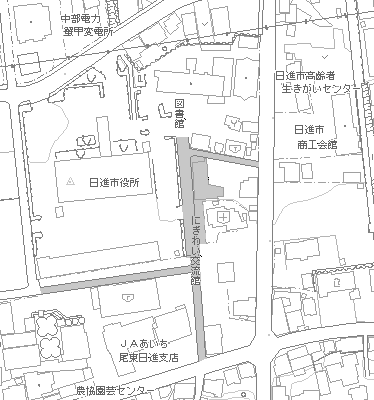 中部電力
蟹甲変電所
日進市高齢者
生きがいセンター
図書館
日進市
商工会館
日進市役所
にぎわい交流館
ＪＡあいち
尾東日進支店
農協園芸センター